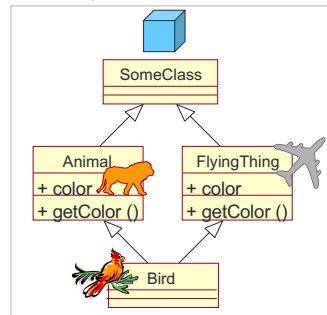 SomeClass
Animal
+ color
+ getColor ()
FlyingThing
+ color
+ getColor ()
Bird